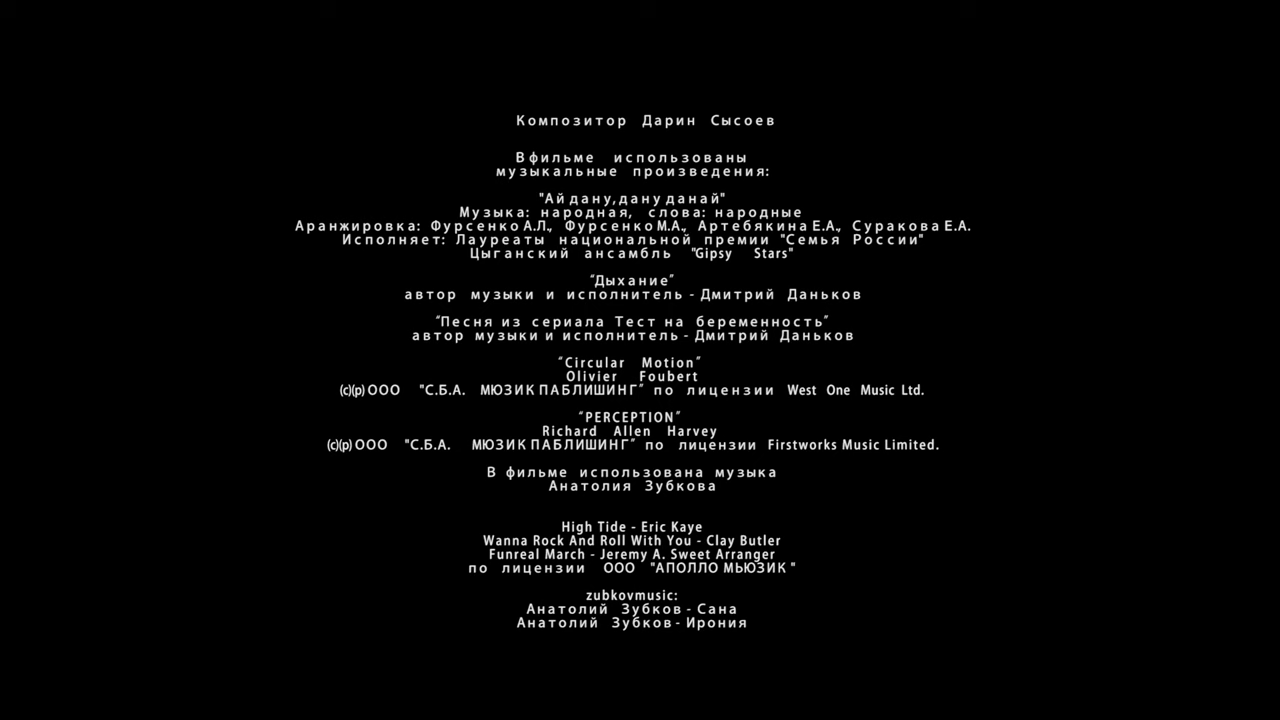 Композитор Дарин Сысоев
В фильме использованы
музыкальные произведения:
"Ай дану, дану данай"
Музыка: народная, слова: народные
Аранжировка: Фурсенко А.Л., Фурсенко М.А., Артебякина Е.А., Суракова Е.А.
Исполняет: Лауреаты национальной премии "Семья России"
Цыганский ансамбль "Gipsy Stars"
“Дыхание”
автор музыки и исполнитель - Дмитрий Даньков
“Песня из сериала Тест на беременность”
автор музыки и исполнитель - Дмитрий Даньков
“Circular Motion”
Olivier Foubert
(c)(p) ООО "С.Б.А. МЮЗИК ПАБЛИШИНГ” по лицензии West One Music Ltd.
“PERCEPTION”
Richard Allen Harvey
(c)(p) ООО "С.Б.А. МЮЗИК ПАБЛИШИНГ” по лицензии Firstworks Music Limited.
В фильме использована музыка
Анатолия Зубкова
High Tide - Eric Kaye
Wanna Rock And Roll With You - Clay Butler
Funreal March - Jeremy A. Sweet Arranger
по лицензии ООО "АПОЛЛО МЬЮЗИК "
zubkovmusic:
Анатолий Зубков - Сана
Анатолий Зубков - Ирония